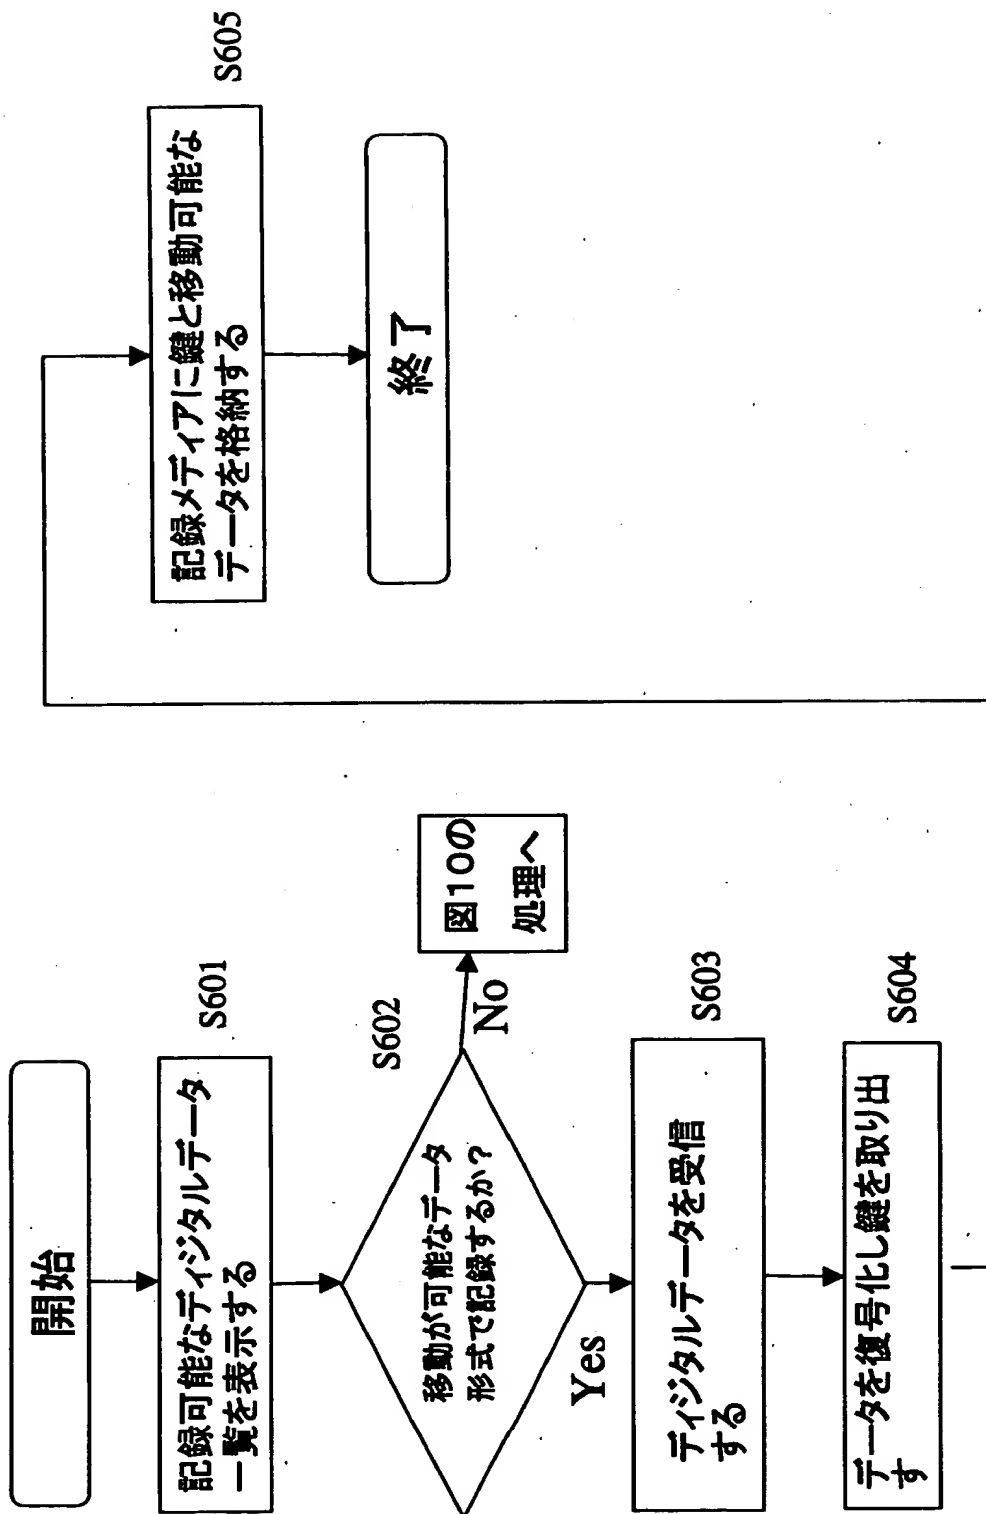 開始
記録可能なディジタルデータ
一覧を表示する
S601
移動が可能なデータ
形式で記録するか？
S602
No
図10の
処理へ
Yes
ディジタルデータを受信
する
S603
データを復号化し鍵を取り出
す
S604
記録メディアに鍵と移動可能な
データを格納する
S605
終了